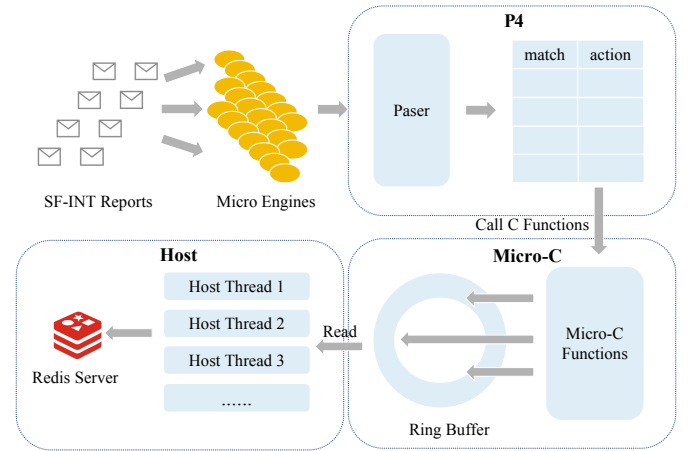 P4
match action
Paser
SF-INT Reports
Micro Engines
Call C Functions
Host
Micro-C
Host Thread 1
Host Thread 2
Host Thread 3
......
Redis Server
Read
Micro-C
Functions
Ring Buffer